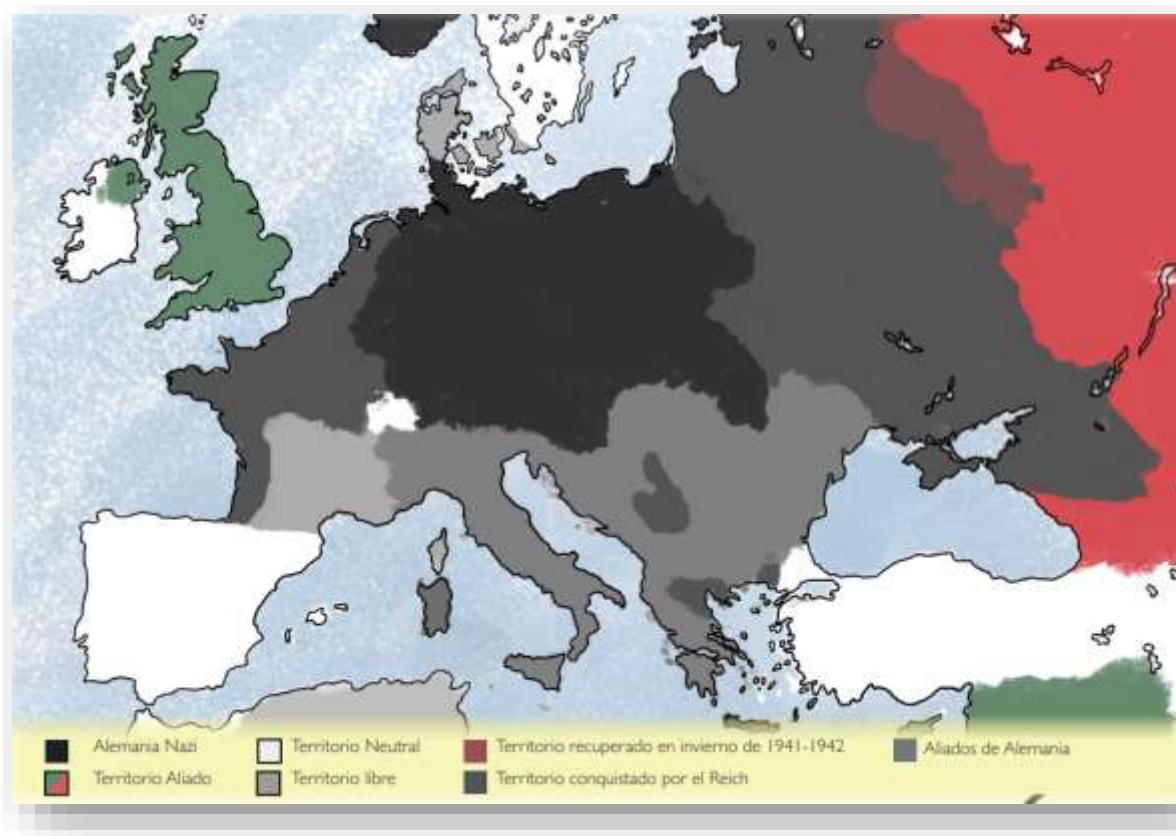 Alemania Nazi
Territorio Neutral
Territorio recuperado en invierno de 1941-1942
Aliados de Alemania
Territorio Aliado
Territorio libre
Territorio conquistado por el Reich